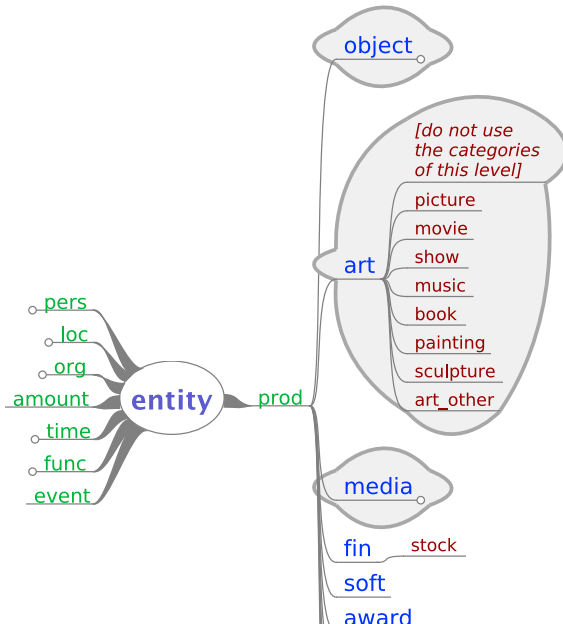 object
[do not use
the categories
of this level]
picture
movie
show
art
music
book
painting
sculpture
art_other
pers
loc
org
amount
time
func
event
entity
prod
media
fin
stock
soft
award